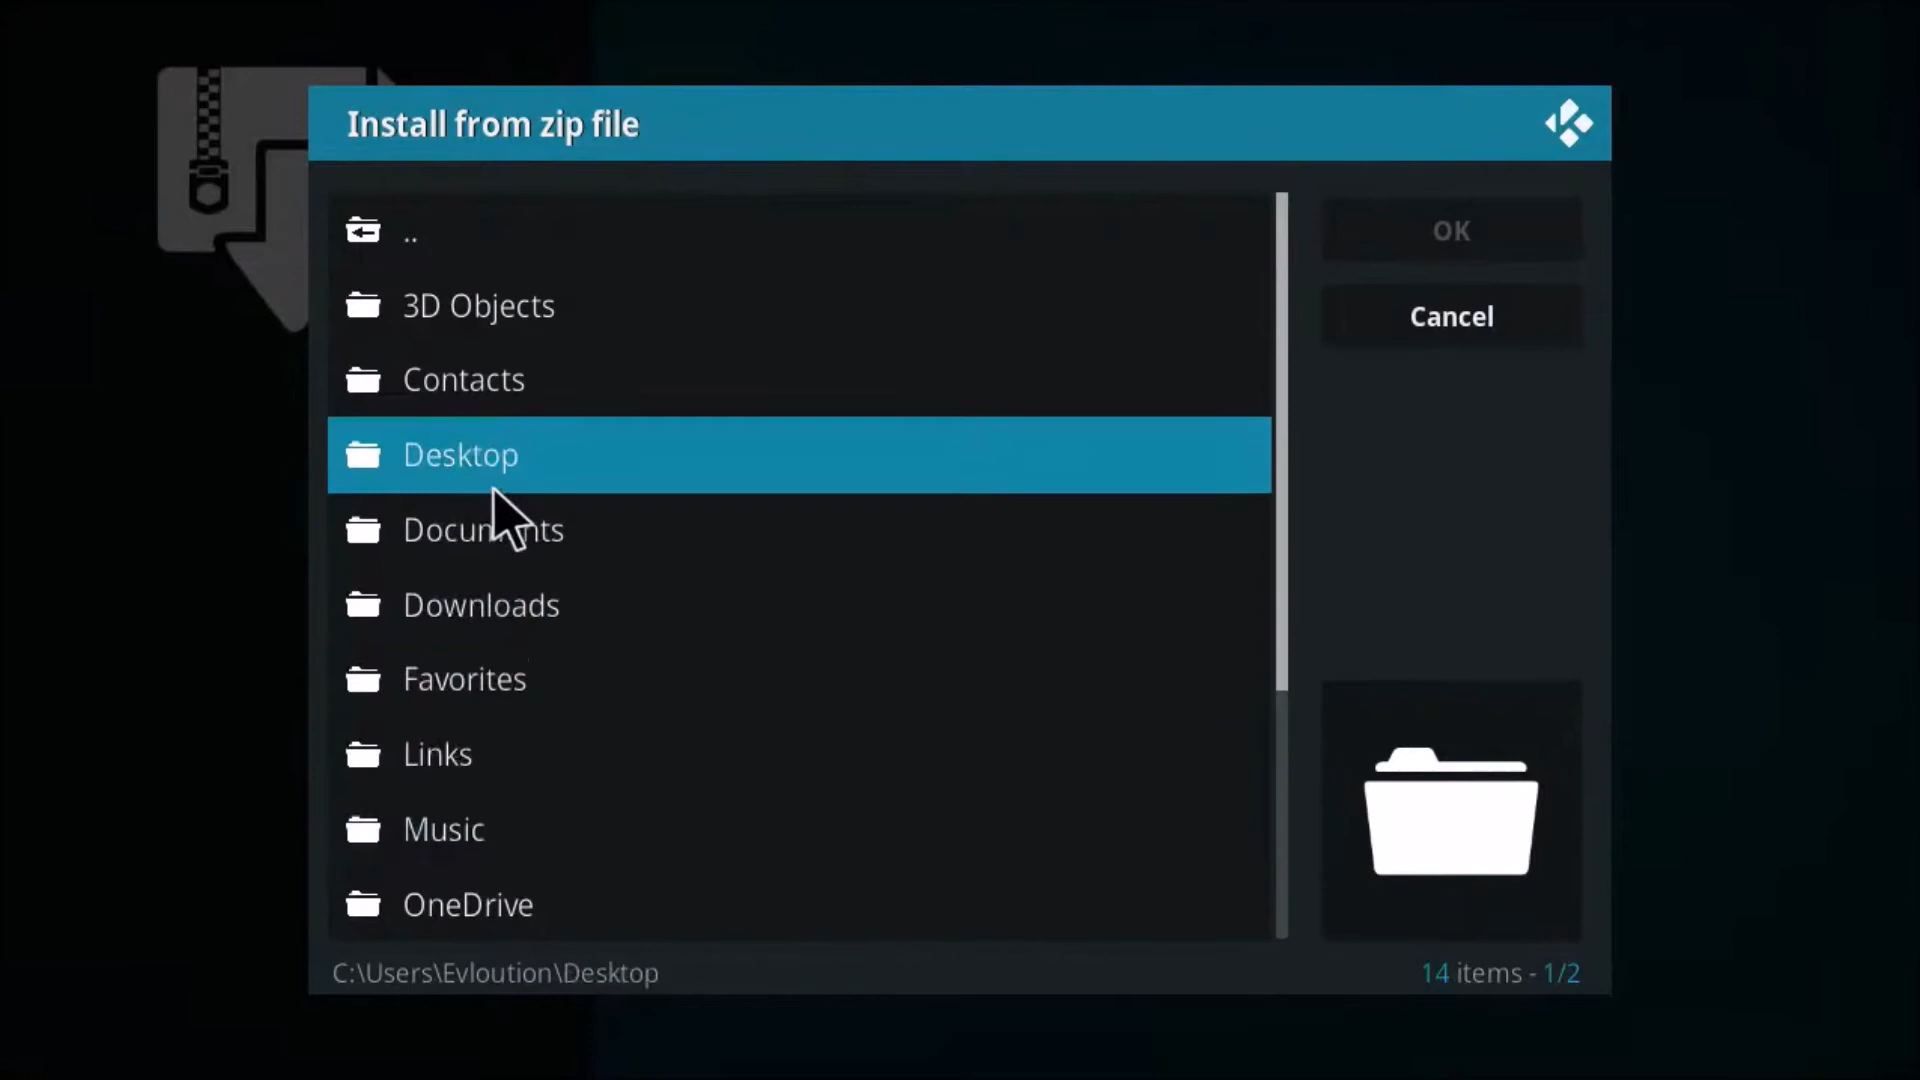 Install from zip file
..
3D Objects
Contacts
Desktop
Documents
Downloads
Favorites
Links
Music
OneDrive
OK
Cancel
C:\Users\Evloution\Desktop
14 items - 1/2